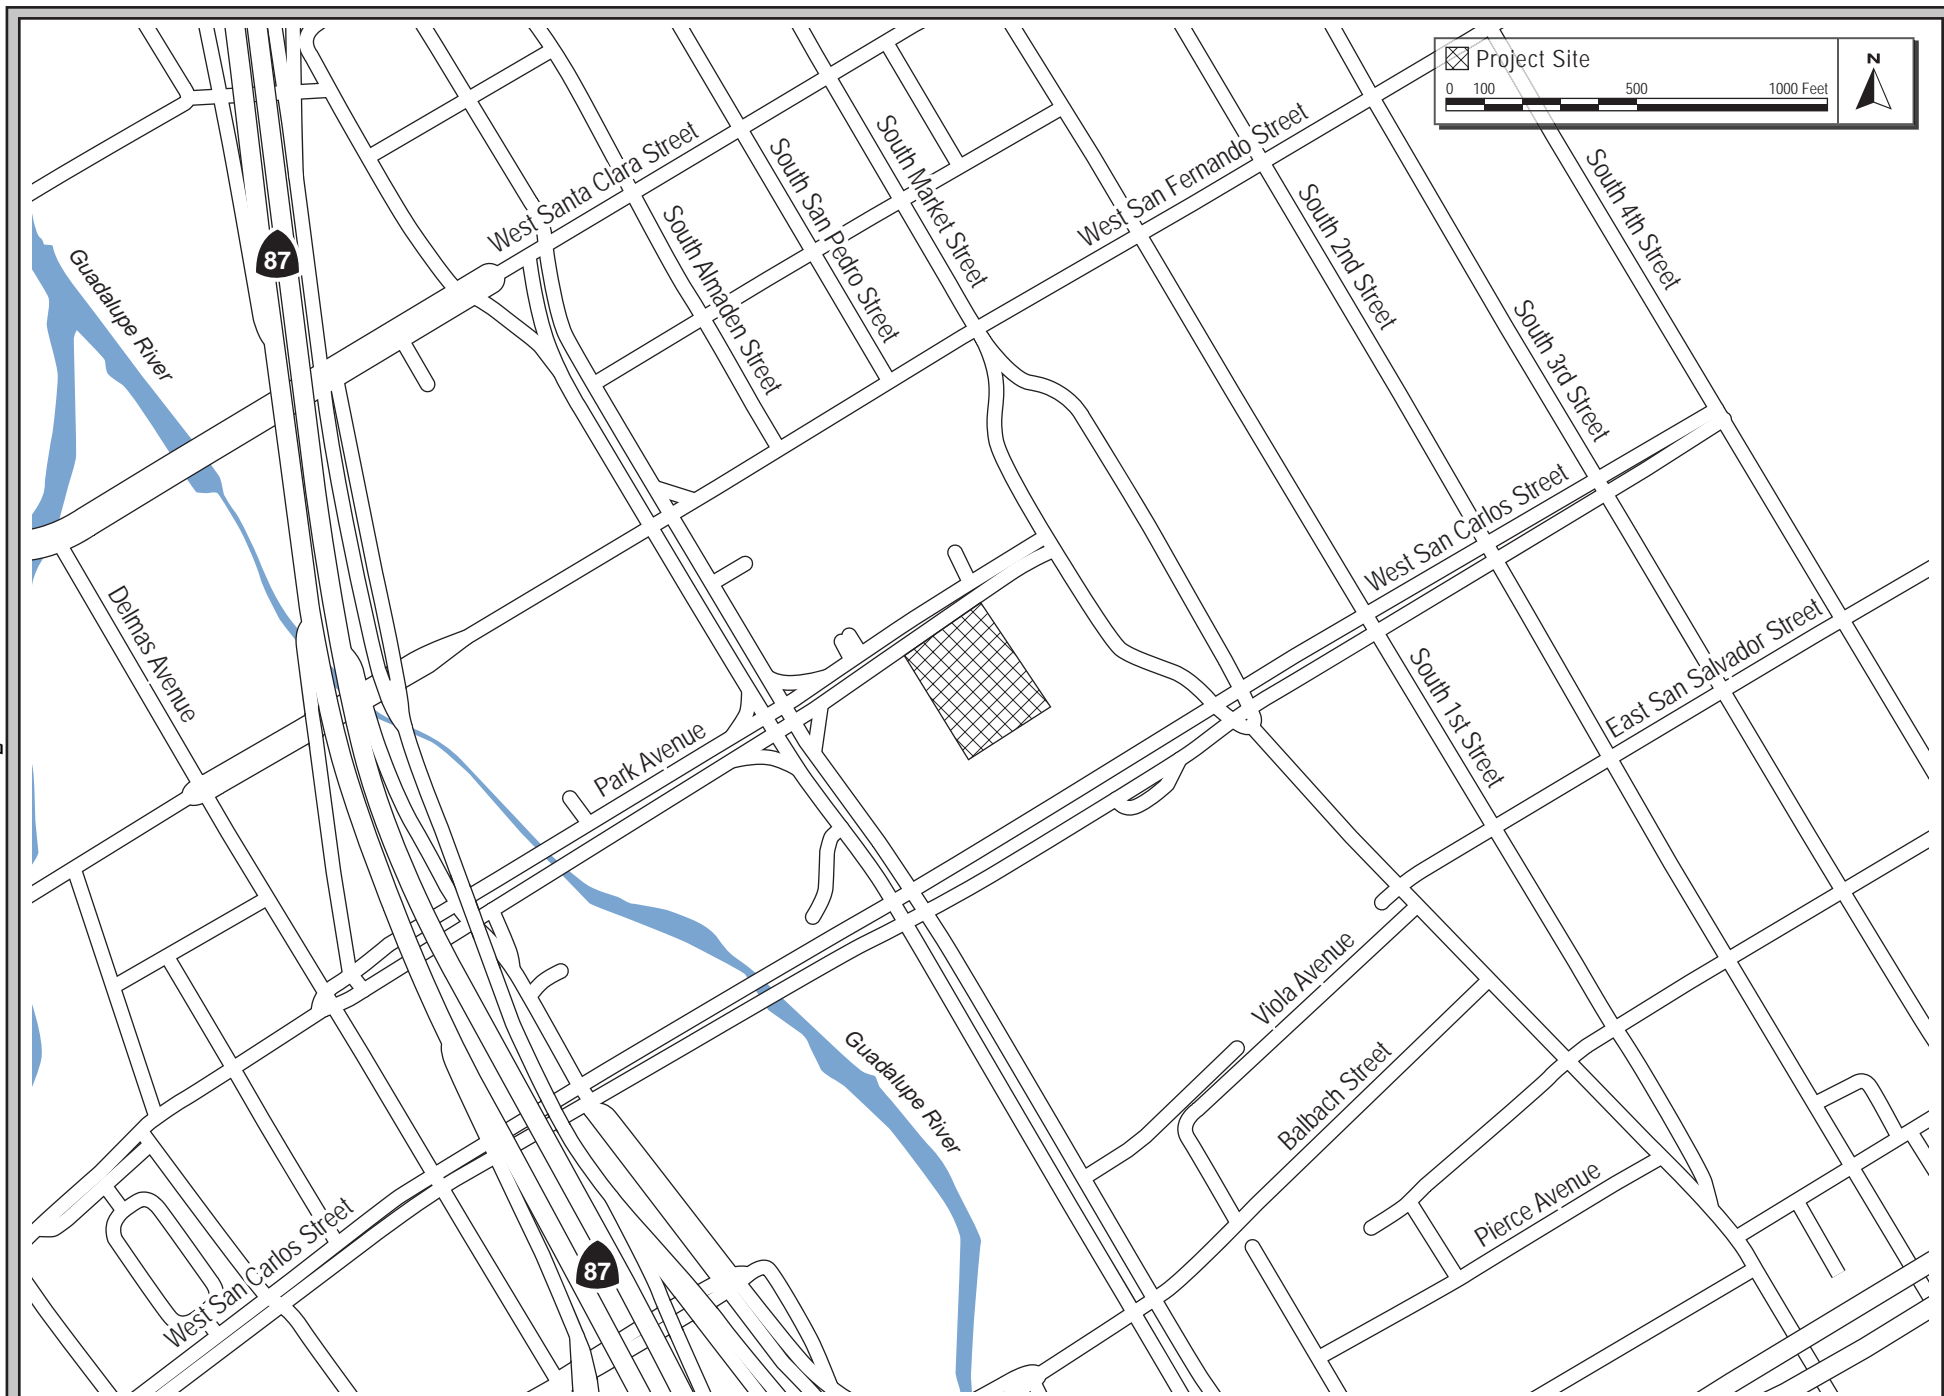 Project Site
0 100 500 1000 Feet
N
West Santa Clara Street
South San Pedro Street
South Market Street
West San Fernando Street
South Almaden Street
South 2nd Street
South 4th Street
South 3rd Street
Guadalupe River
87
Delmas Avenue
West San Carlos Street
East San Salvador Street
South 1st Street
Park Avenue
Viola Avenue
Balbach Street
Guadalupe River
Pierce Avenue
West San Carlos Street
87